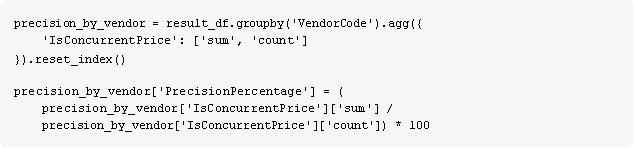 precision_by_vendor = result_df.groupby('VendorCode').agg({
    'IsConcurrentPrice': ['sum', 'count']
}).reset_index()

precision_by_vendor['PrecisionPercentage'] = (
    precision_by_vendor['IsConcurrentPrice']['sum'] /
    precision_by_vendor['IsConcurrentPrice']['count']) * 100